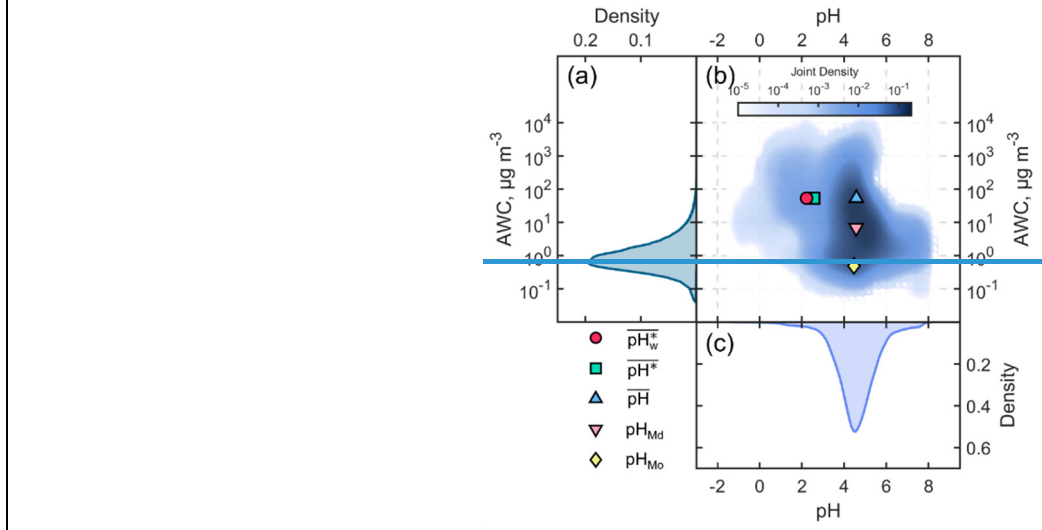 Density
pH
0.2 0.1
-2 0 2 4 6 8
(a)
(b)
Joint Density
10-5 10-4 10-3 10-2 10-1
AWC, μg m-3
104
103
102
101
100
10-1
104
103
102
101
100
10-1
AWC, μg m-3
pH*w
pH*
pH
pHMd
pHMo
(c)
0.2
0.4
0.6
Density
-2 0 2 4 6 8
pH